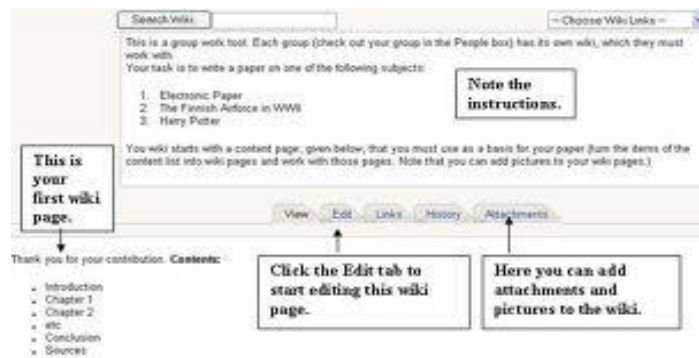 Search Wiki
-- Choose Wiki Links --
This is a group work tool. Each group (check out your group in the People box) has its own wiki, which they must
work with.
Your task is to write a paper on one of the following subjects:
1. Electronic Paper
2. The Finnish Airforce in WWII
3. Harry Potter
Note the
instructions.
You wiki starts with a content page, given below, that you must use as a basis for your paper (turn the items of the
content list into wiki pages and work with those pages. Note that you can add pictures to your wiki pages.)
This is
your
first wiki
page.
View Edit Links History Attachments
Thank you for your contribution. Contents:
Introduction
Chapter 1
Chapter 2
etc
Conclusion
Sources
Click the Edit tab to
start editing this wiki
page.
Here you can add
attachments and
pictures to the wiki.